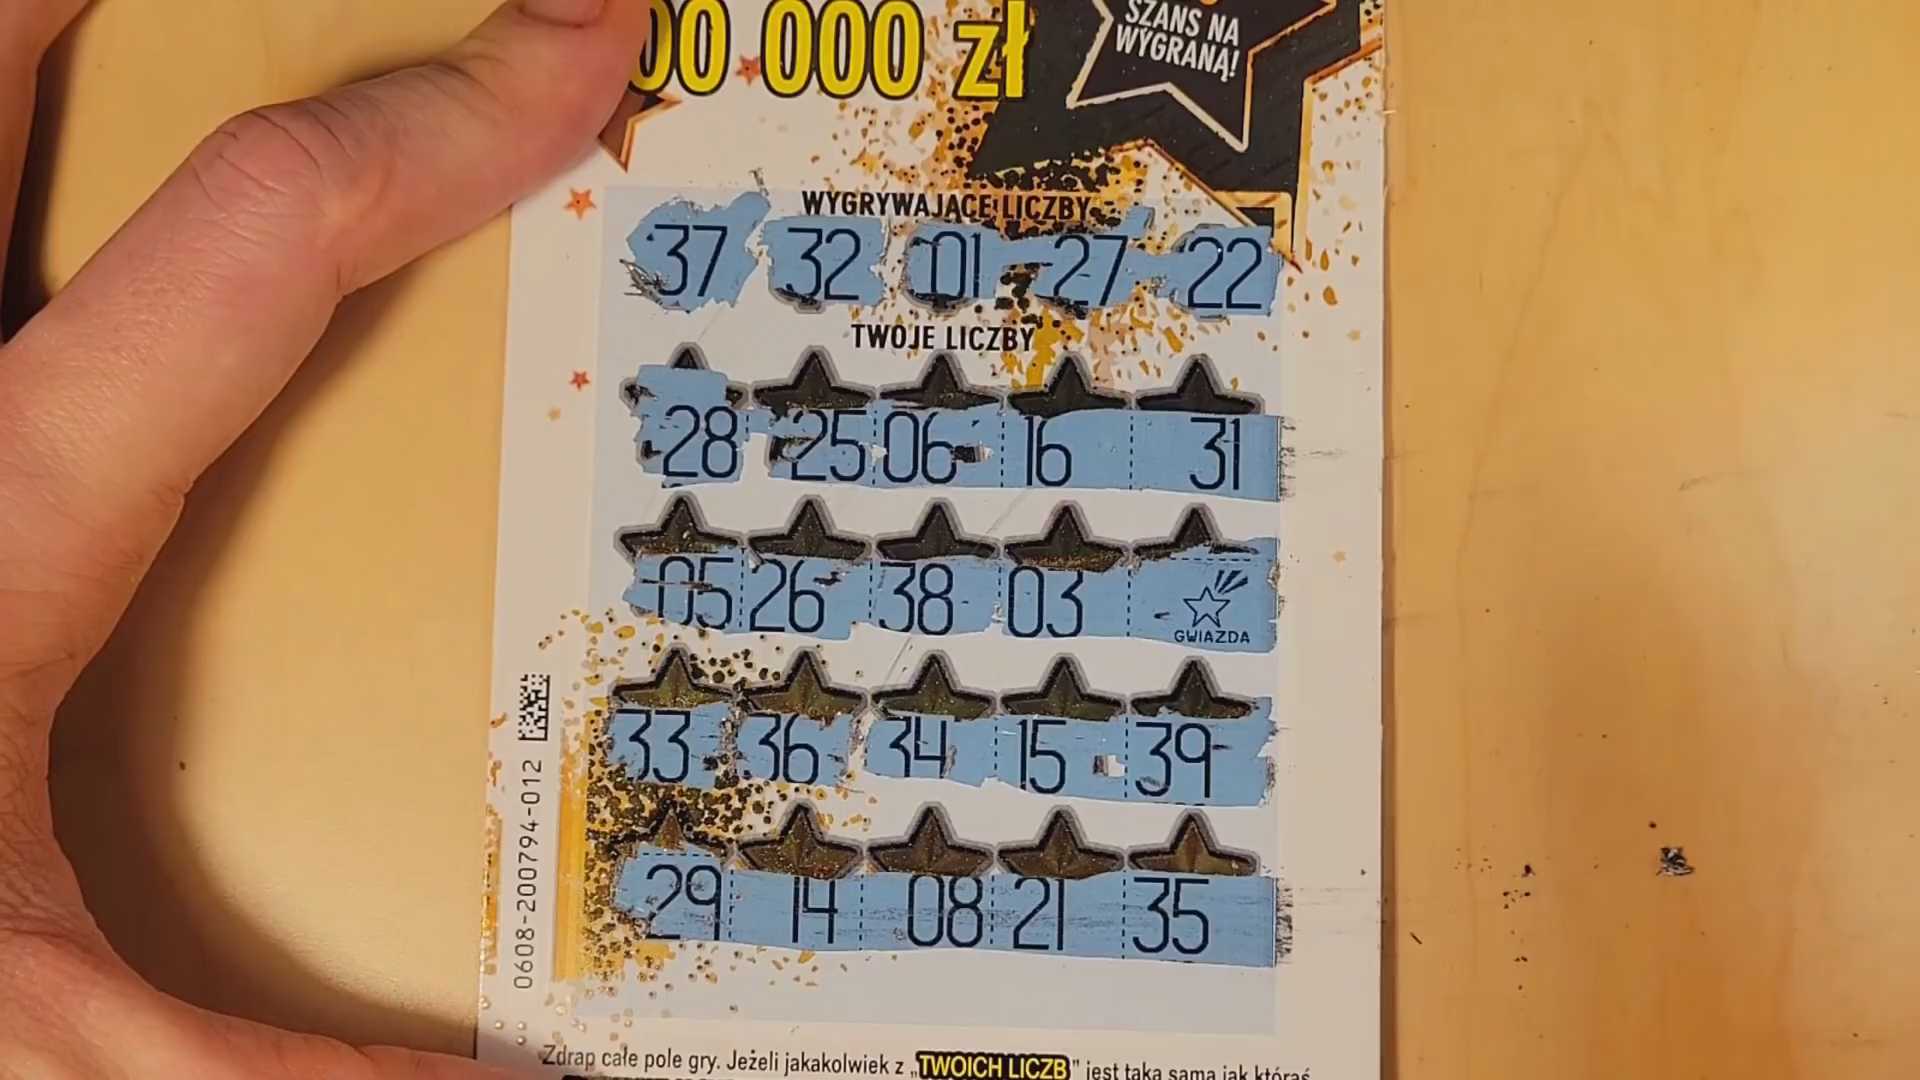 00 000 zł
SZANS NA
WYGRANĄ!
WYGRYWAJĄCE LICZBY
37 32 01 27 22
TWOJE LICZBY
28 25 06 16 31
05 26 38 03
GWIAZDA
33 36 34 15 39
29 14 08 21 35
0608-200794-012
Zdrap całe pole gry. Jeżeli jakakolwiek z „TWOICH LICZB" jest taka sama jak któraś